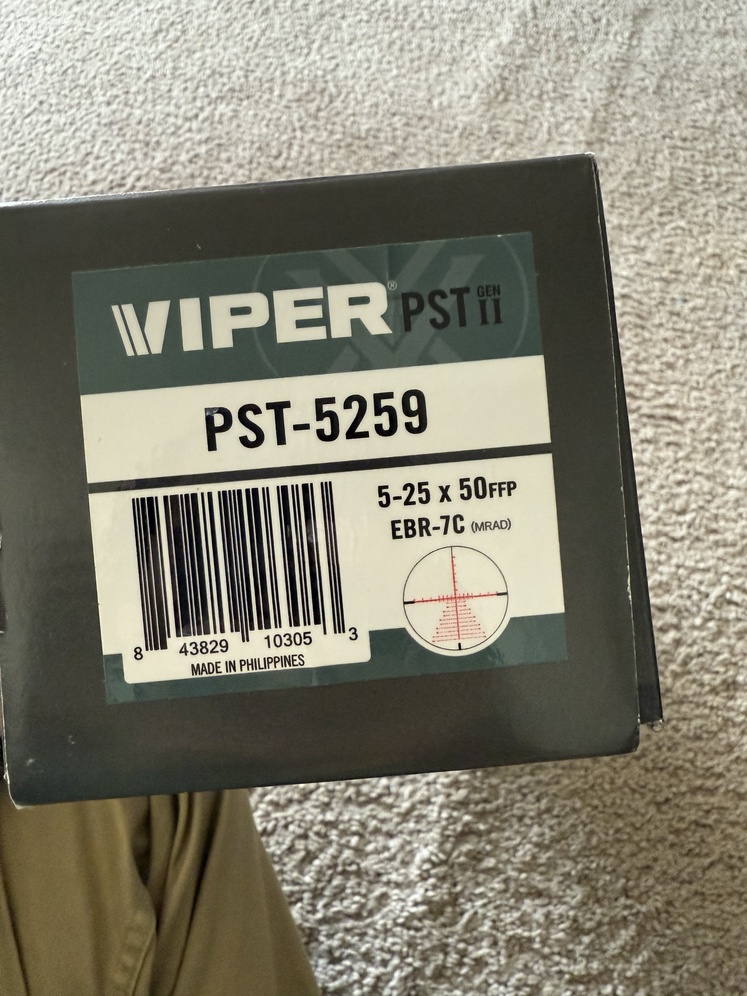 VIPER® PST GEN II
PST-5259
5-25 x 50FFP
EBR-7C (MRAD)
8 43829 10305 3
MADE IN PHILIPPINES